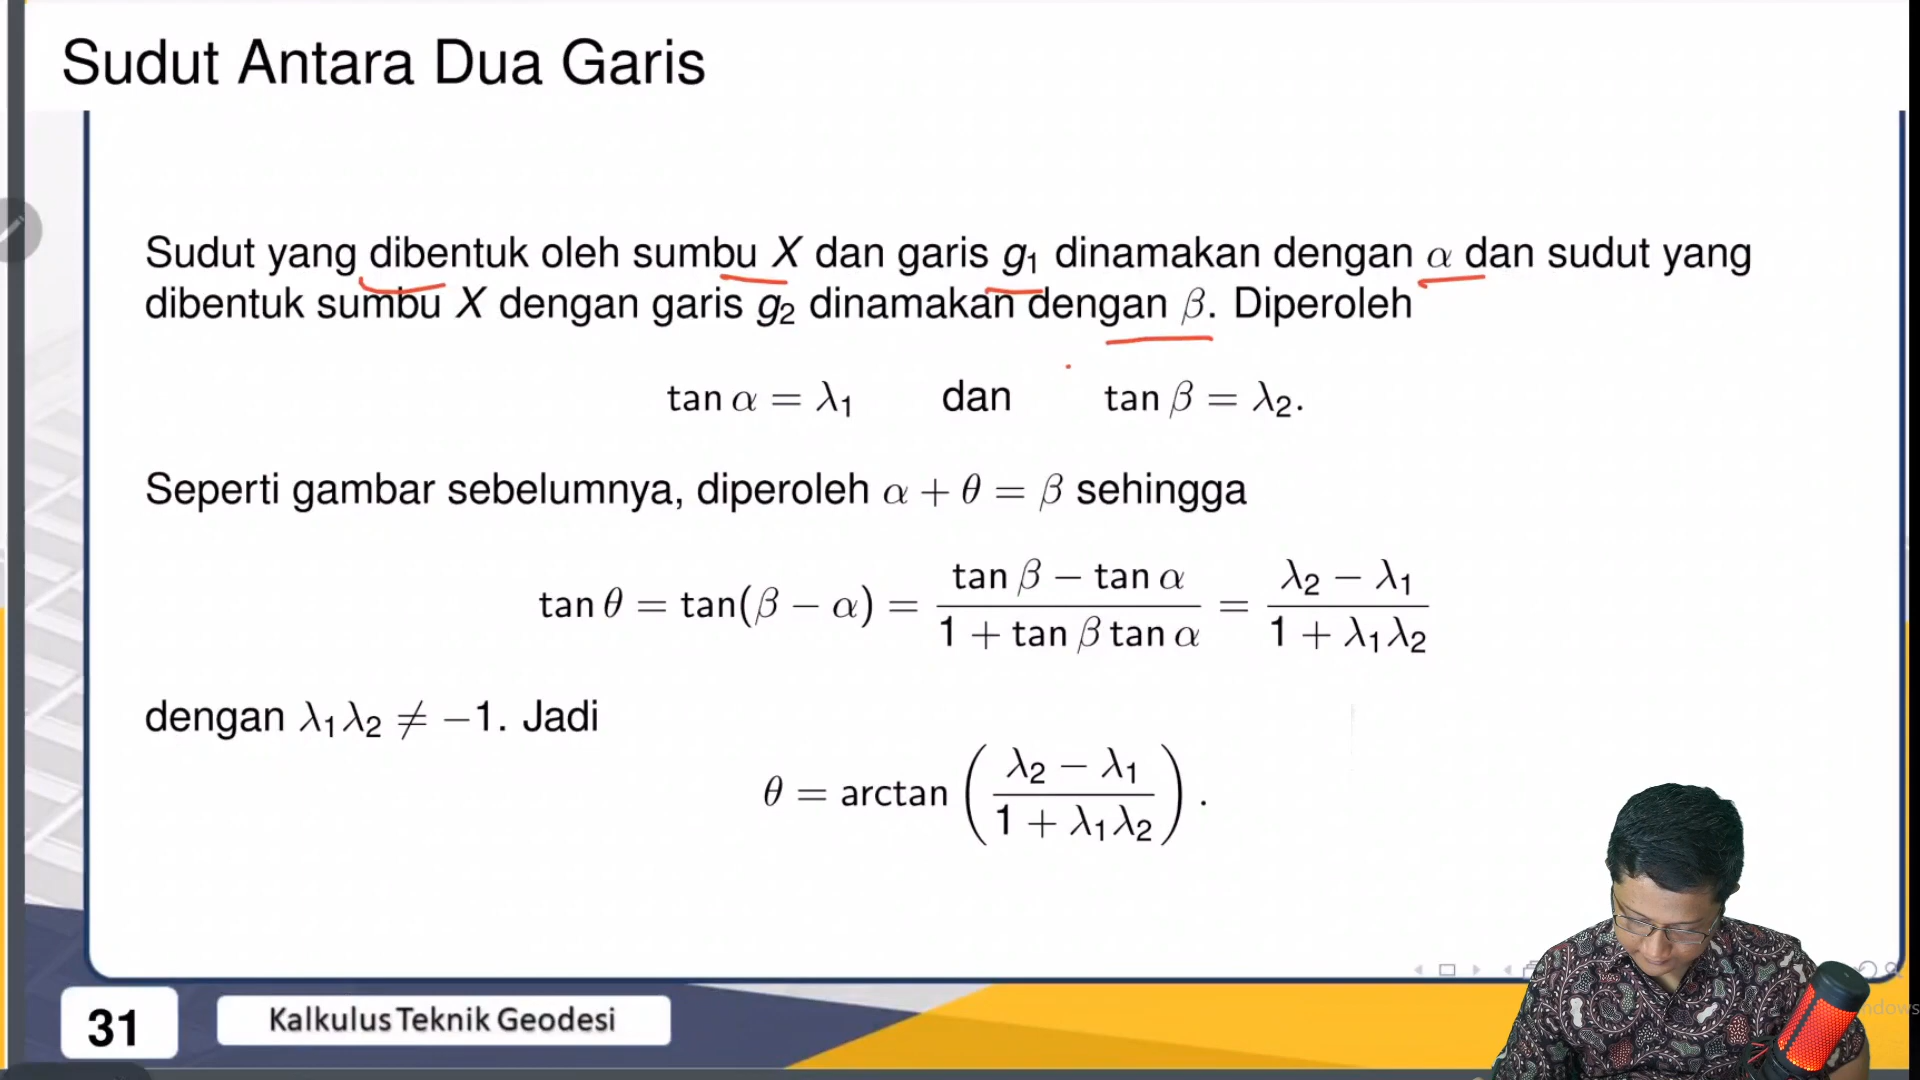 Sudut Antara Dua Garis
Sudut yang dibentuk oleh sumbu X dan garis g₁ dinamakan dengan α dan sudut yang
dibentuk sumbu X dengan garis g₂ dinamakan dengan β. Diperoleh
tan α = λ₁ dan tan β = λ₂.
Seperti gambar sebelumnya, diperoleh α + θ = β sehingga
tan θ = tan(β − α) = (tan β − tan α)/(1 + tan β tan α) = (λ₂ − λ₁)/(1 + λ₁λ₂)
dengan λ₁λ₂ ≠ −1. Jadi
θ = arctan((λ₂ − λ₁)/(1 + λ₁λ₂)).
31
Kalkulus Teknik Geodesi